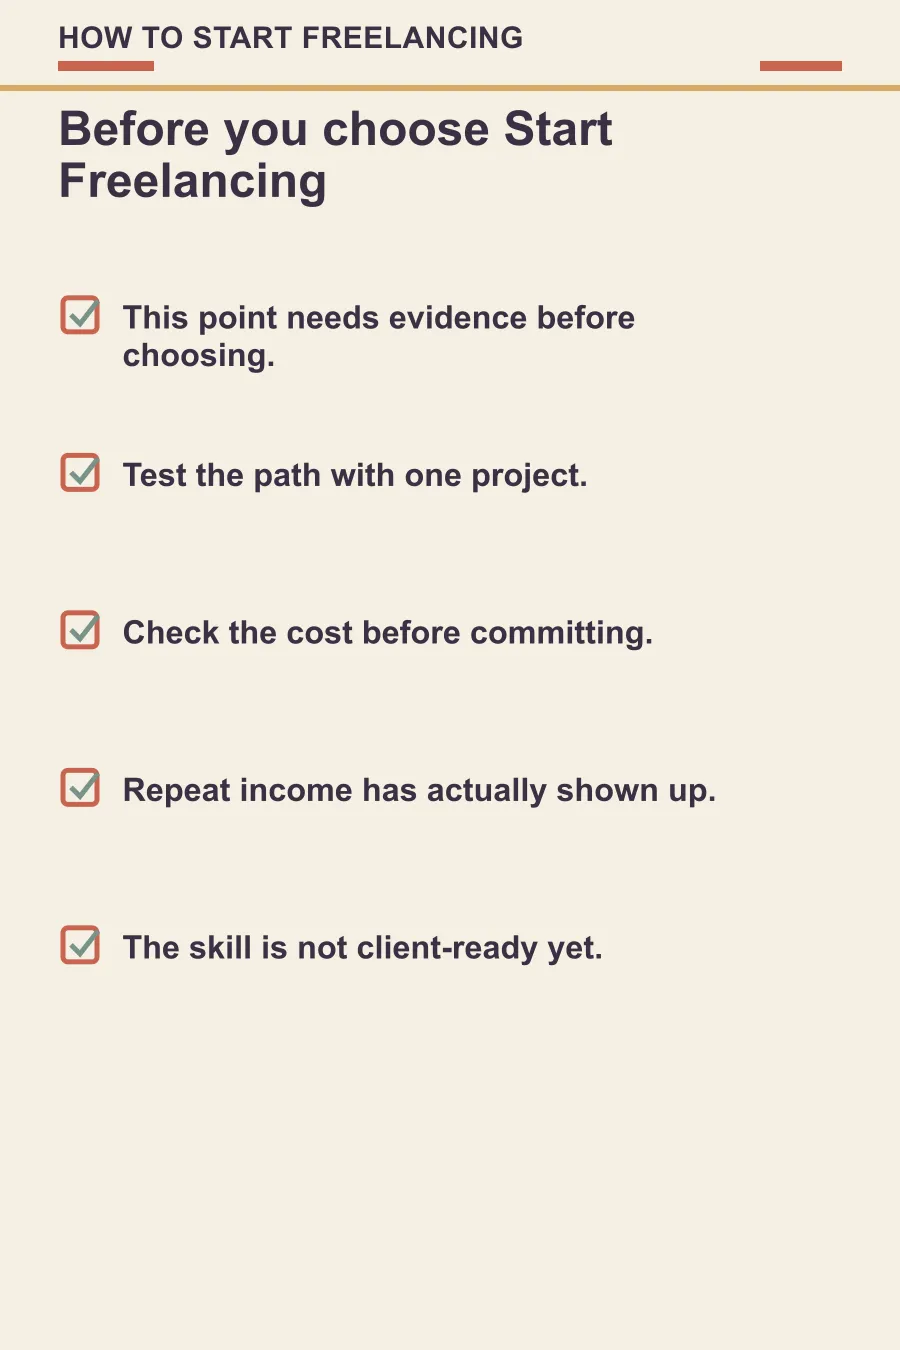 HOW TO START FREELANCING
Before you choose Start
Freelancing
This point needs evidence before
choosing.
Test the path with one project.
Check the cost before committing.
Repeat income has actually shown up.
The skill is not client-ready yet.